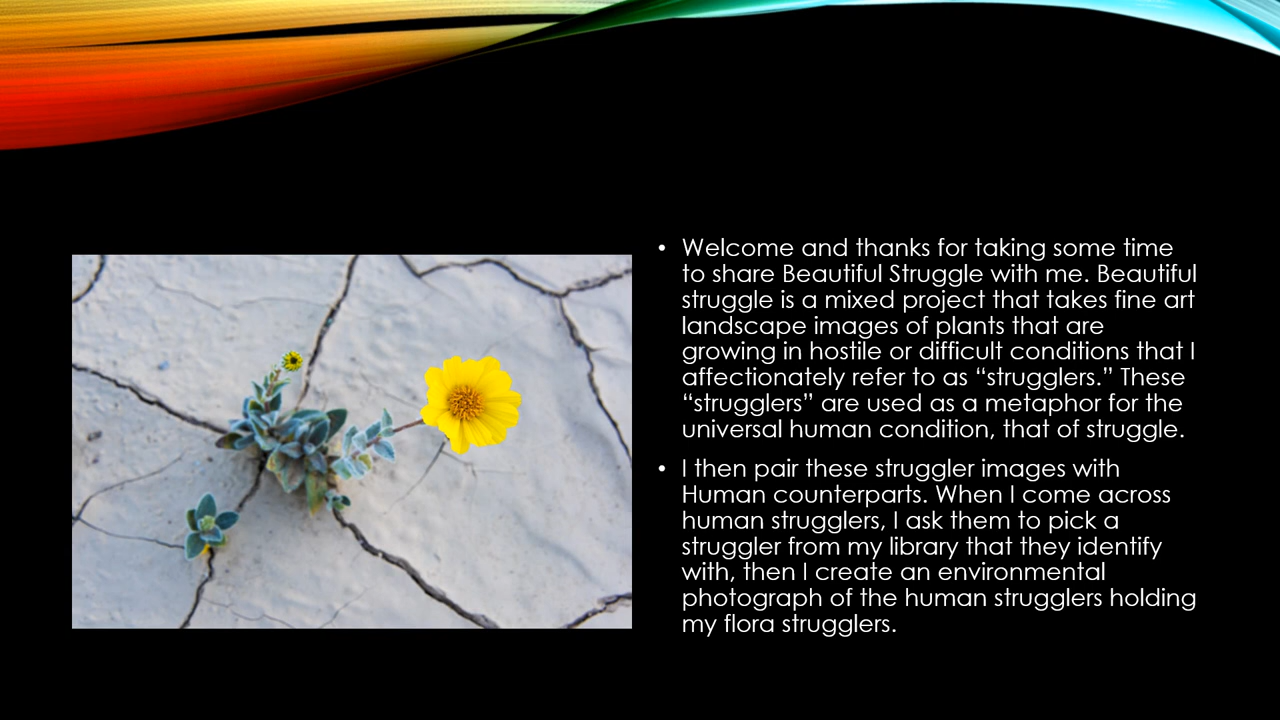 • Welcome and thanks for taking some time
to share Beautiful Struggle with me. Beautiful
struggle is a mixed project that takes fine art
landscape images of plants that are
growing in hostile or difficult conditions that I
affectionately refer to as “strugglers.” These
“strugglers” are used as a metaphor for the
universal human condition, that of struggle.
• I then pair these struggler images with
Human counterparts. When I come across
human strugglers, I ask them to pick a
struggler from my library that they identify
with, then I create an environmental
photograph of the human strugglers holding
my flora strugglers.